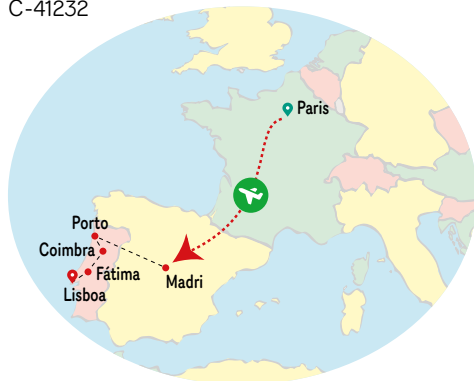 C-41232
Paris
Porto
Coimbra
Fátima
Lisboa
Madri